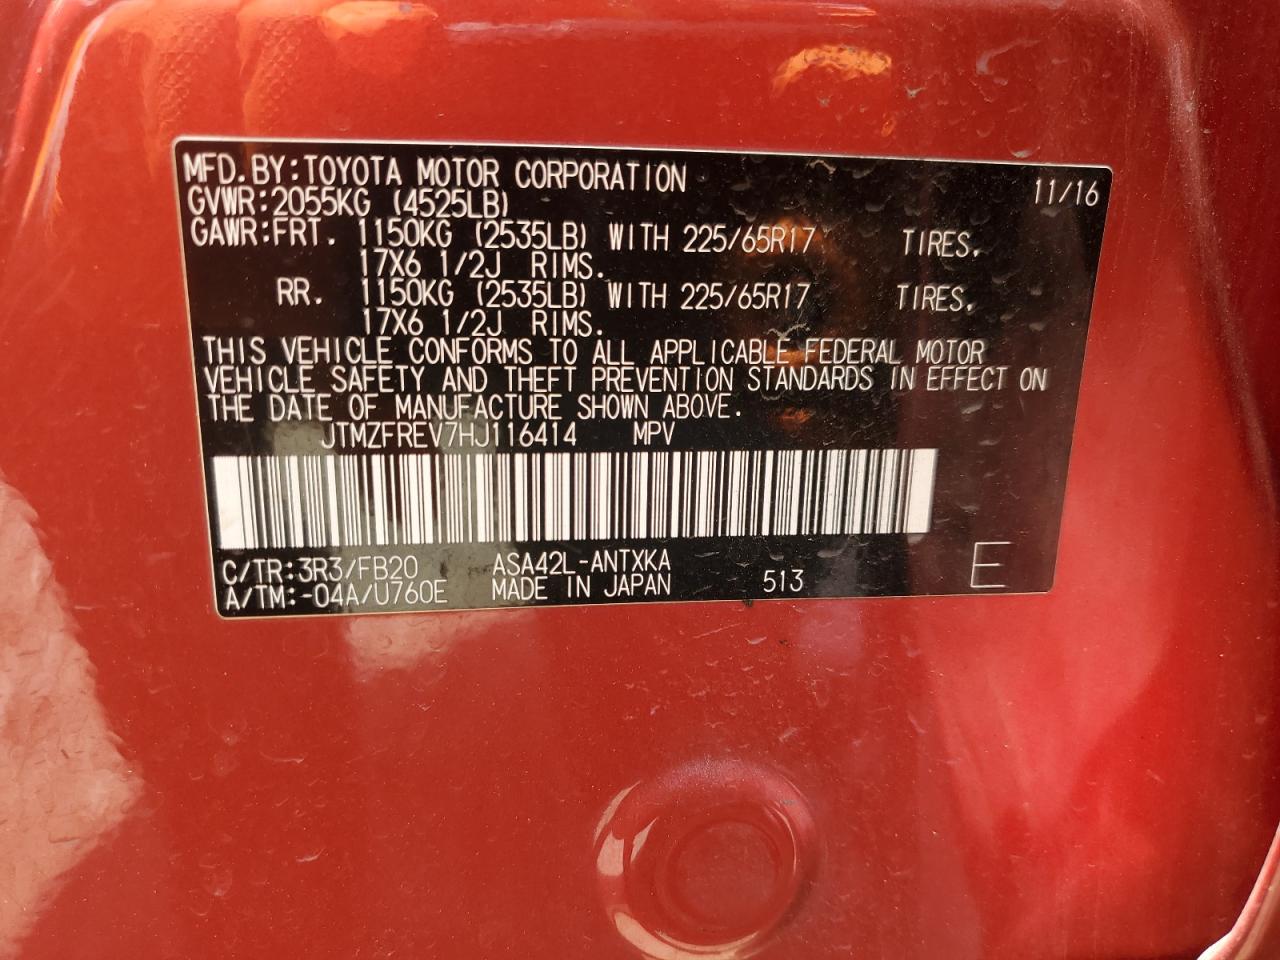 MFD.BY:TOYOTA MOTOR CORPORATION 11/16
GVWR:2055KG (4525LB)
GAWR:FRT. 1150KG (2535LB) WITH 225/65R17 TIRES,
17X6 1/2J RIMS.
RR. 1150KG (2535LB) WITH 225/65R17 TIRES,
17X6 1/2J RIMS.
THIS VEHICLE CONFORMS TO ALL APPLICABLE FEDERAL MOTOR
VEHICLE SAFETY AND THEFT PREVENTION STANDARDS IN EFFECT ON
THE DATE OF MANUFACTURE SHOWN ABOVE.
JTMZFREV7HJ116414 MPV
C/TR:3R3/FB20 ASA42L-ANTXKA
A/TM:-04A/U760E MADE IN JAPAN 513 E